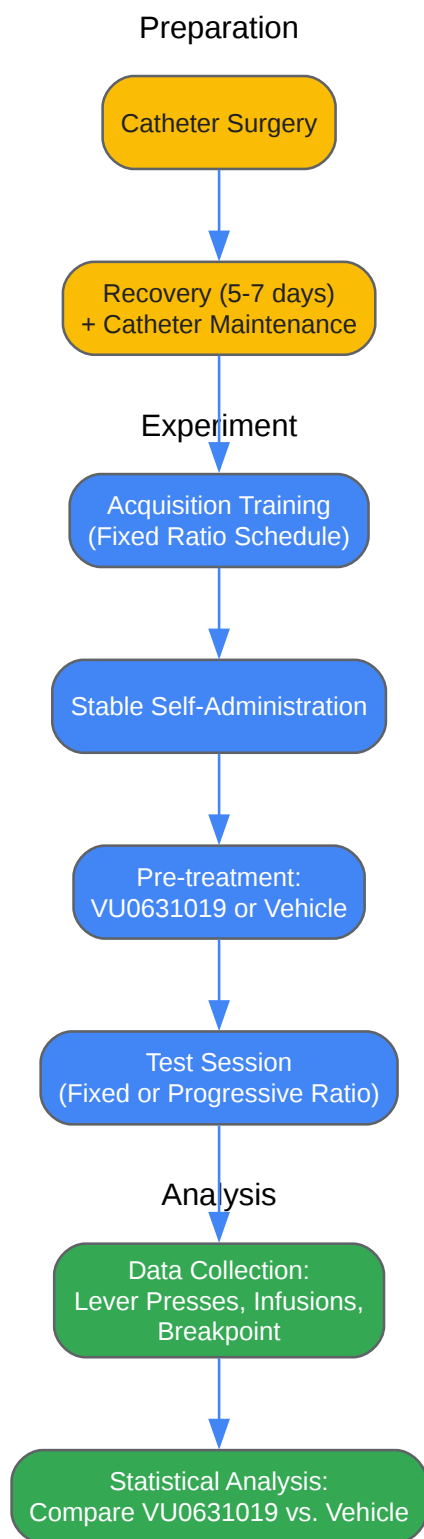 Preparation
Catheter Surgery
Recovery (5-7 days)
+ Catheter Maintenance
Experiment
Acquisition Training
(Fixed Ratio Schedule)
Stable Self-Administration
Pre-treatment:
VU0631019 or Vehicle
Test Session
(Fixed or Progressive Ratio)
Analysis
Data Collection:
Lever Presses, Infusions,
Breakpoint
Statistical Analysis:
Compare VU0631019 vs. Vehicle